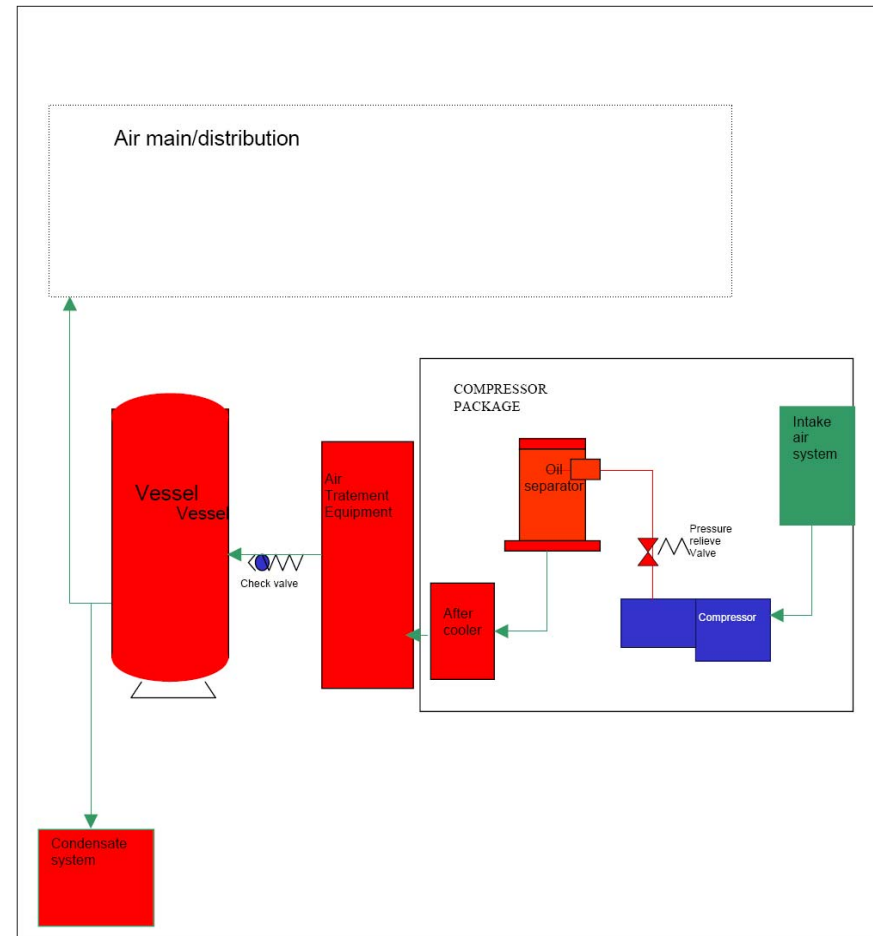 Air main/distribution
COMPRESSOR
PACKAGE
Intake
air
system
Oil
separator
Air
Tratement
Equipment
Vessel
Vessel
Pressure
relieve
Valve
Check valve
After
cooler
Compressor
Condensate
system